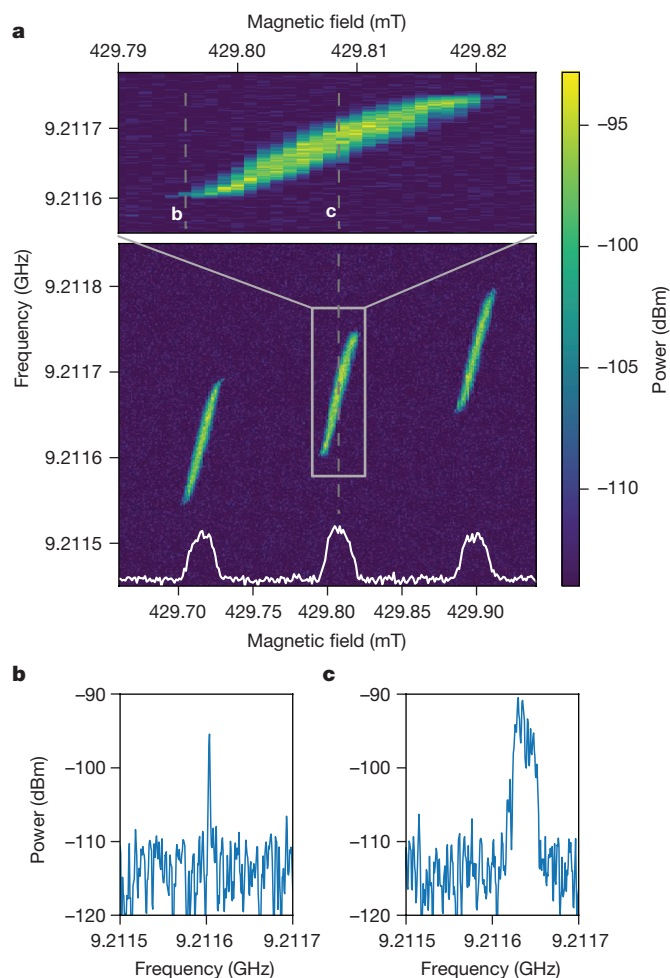 a
Magnetic field (mT)
429.79 429.80 429.81 429.82
9.2117
9.2116
b
c
9.2118
9.2117
9.2116
9.2115
Frequency (GHz)
429.70 429.75 429.80 429.85 429.90
Magnetic field (mT)
−95
−100
−105
−110
Power (dBm)
b
−90
−100
−110
−120
Power (dBm)
9.2115 9.2116 9.2117
Frequency (GHz)
c
−90
−100
−110
−120
9.2115 9.2116 9.2117
Frequency (GHz)